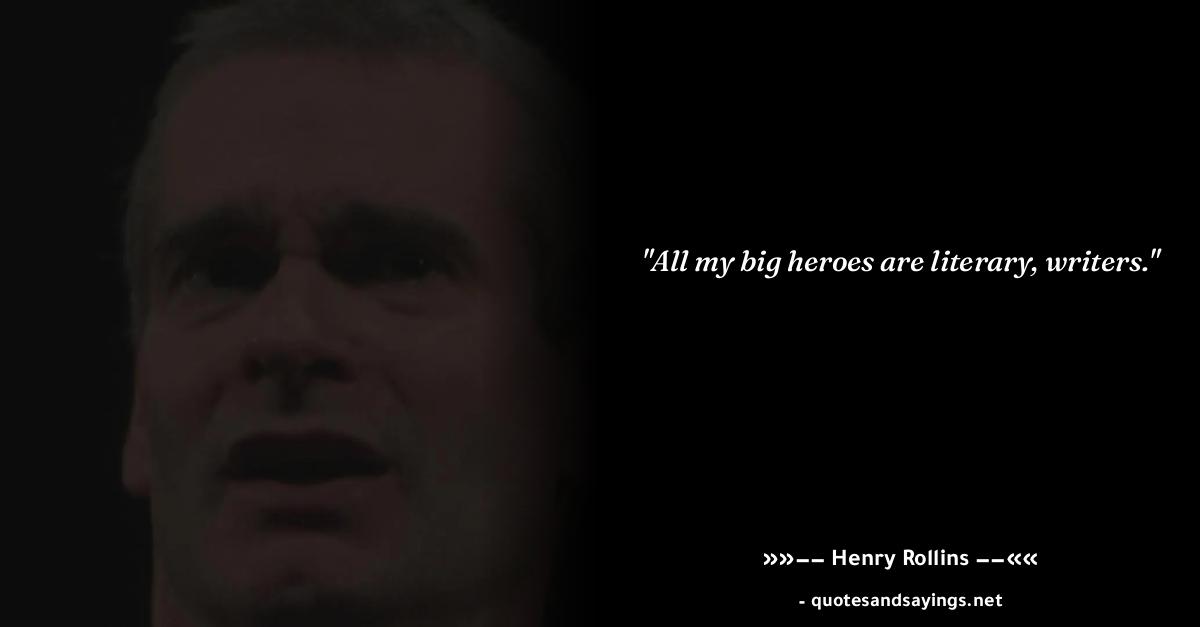 "All my big heroes are literary, writers."
»»–– Henry Rollins ––««
- quotesandsayings.net